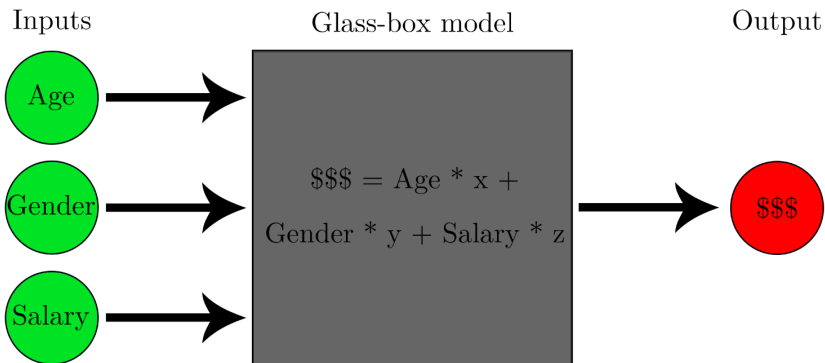 Inputs
Glass-box model
Output
Age
Gender
Salary
$$$ = Age * x +
Gender * y + Salary * z
$$$